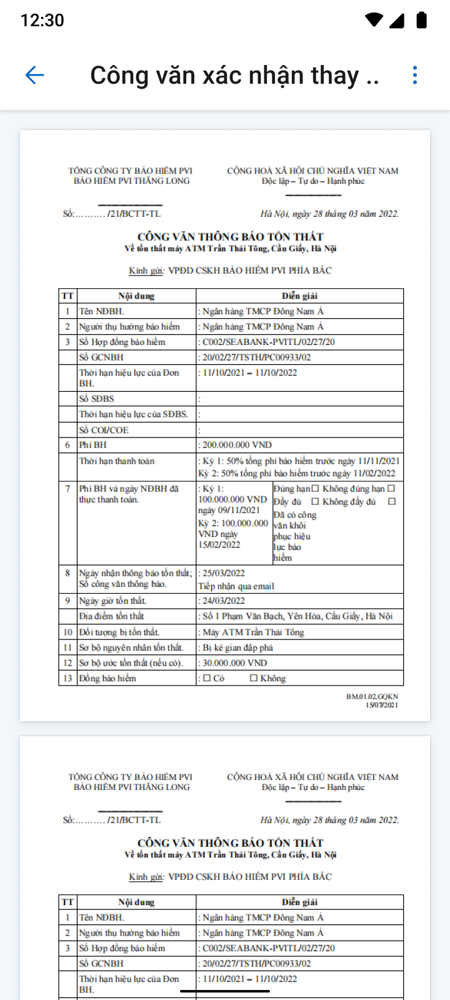 12:30
Công văn xác nhận thay ..
TỔNG CÔNG TY BẢO HIỂM PVI
BẢO HIỂM PVI THĂNG LONG
CỘNG HOÀ XÃ HỘI CHỦ NGHĨA VIỆT NAM
Độc lập – Tự do – Hạnh phúc
Số:.......... /21/BCTT-TL
Hà Nội, ngày 28 tháng 03 năm 2022.
CÔNG VĂN THÔNG BÁO TỔN THẤT
Về tổn thất máy ATM Trần Thái Tông, Cầu Giấy, Hà Nội
Kính gửi: VPĐD CSKH BẢO HIỂM PVI PHÍA BẮC
TT Nội dung Diễn giải
1 Tên NĐBH. : Ngân hàng TMCP Đông Nam Á
2 Người thụ hưởng bảo hiểm : Ngân hàng TMCP Đông Nam Á
3 Số Hợp đồng bảo hiểm : C002/SEABANK-PVITL/02/27/20
Số GCNBH : 20/02/27/TSTH/PC00933/02
Thời hạn hiệu lực của Đơn : 11/10/2021 – 11/10/2022
BH.
Số SĐBS :
Thời hạn hiệu lực của SĐBS. :
Số COI/COE :
6 Phí BH : 200.000.000 VND
Thời hạn thanh toán : Kỳ 1: 50% tổng phí bảo hiểm trước ngày 11/11/2021
Kỳ 2: 50% tổng phí bảo hiểm trước ngày 11/02/2022
7 Phí BH và ngày NĐBH đã
thực thanh toán.
: Kỳ 1:
100.000.000 VND
ngày 09/11/2021
Kỳ 2: 100.000.000
VND ngày
15/02/2022
Đúng hạn☐ Không đúng hạn ☐
Đầy đủ ☐ Không đầy đủ ☐
Đã có công
văn khôi
phục hiệu
lực bảo
hiểm
8 Ngày nhận thông báo tổn thất; : 25/03/2022
Số công văn thông báo. Tiếp nhận qua email
9 Ngày giờ tổn thất. : 24/03/2022
Địa điểm tổn thất : Số 1 Phạm Văn Bạch, Yên Hòa, Cầu Giấy, Hà Nội
10 Đối tượng bị tổn thất. : Máy ATM Trần Thái Tông
11 Sơ bộ nguyên nhân tổn thất. : Bị kẻ gian đập phá
12 Sơ bộ ước tổn thất (nếu có). : 30.000.000 VND
13 Đồng bảo hiểm : ☐ Có ☐ Không
BM.01.02.GQKN
15/07/2021
TỔNG CÔNG TY BẢO HIỂM PVI
BẢO HIỂM PVI THĂNG LONG
CỘNG HOÀ XÃ HỘI CHỦ NGHĨA VIỆT NAM
Độc lập – Tự do – Hạnh phúc
Số:.......... /21/BCTT-TL
Hà Nội, ngày 28 tháng 03 năm 2022.
CÔNG VĂN THÔNG BÁO TỔN THẤT
Về tổn thất máy ATM Trần Thái Tông, Cầu Giấy, Hà Nội
Kính gửi: VPĐD CSKH BẢO HIỂM PVI PHÍA BẮC
TT Nội dung Diễn giải
1 Tên NĐBH. : Ngân hàng TMCP Đông Nam Á
2 Người thụ hưởng bảo hiểm : Ngân hàng TMCP Đông Nam Á
3 Số Hợp đồng bảo hiểm : C002/SEABANK-PVITL/02/27/20
Số GCNBH : 20/02/27/TSTH/PC00933/02
Thời hạn hiệu lực của Đơn : 11/10/2021 – 11/10/2022
BH.